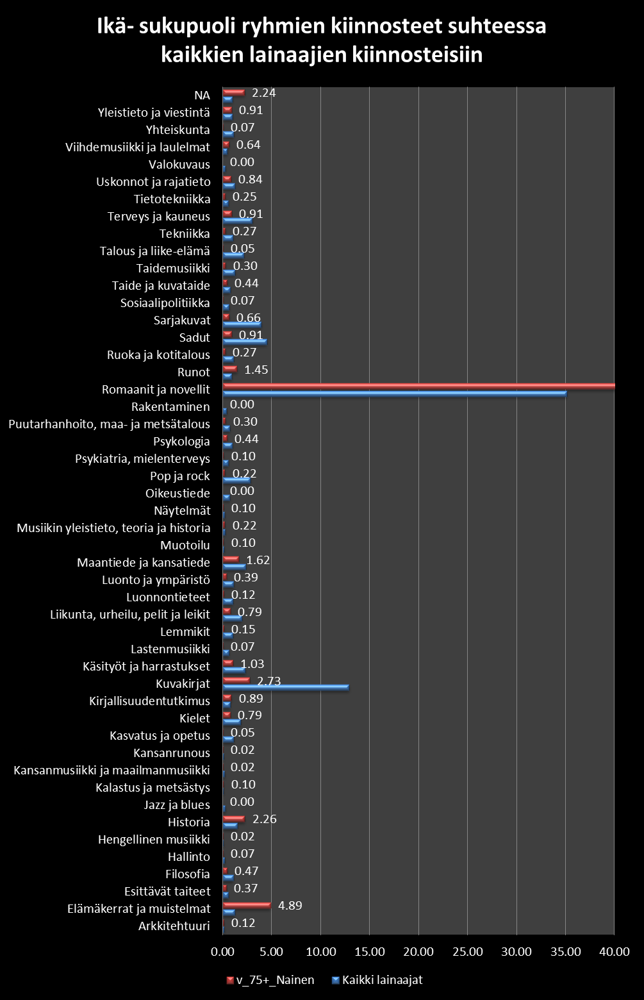 Ikä- sukupuoli ryhmien kiinnosteet suhteessa
kaikkien lainaajien kiinnosteisiin
NA 2.24
Yleistieto ja viestintä 0.91
Yhteiskunta 0.07
Viihdemusiikki ja laulelmat 0.64
Valokuvaus 0.00
Uskonnot ja rajatieto 0.84
Tietotekniikka 0.25
Terveys ja kauneus 0.91
Tekniikka 0.27
Talous ja liike-elämä 0.05
Taidemusiikki 0.30
Taide ja kuvataide 0.44
Sosiaalipolitiikka 0.07
Sarjakuvat 0.66
Sadut 0.91
Ruoka ja kotitalous 0.27
Runot 1.45
Romaanit ja novellit
Rakentaminen 0.00
Puutarhanhoito, maa- ja metsätalous 0.30
Psykologia 0.44
Psykiatria, mielenterveys 0.10
Pop ja rock 0.22
Oikeustiede 0.00
Näytelmät 0.10
Musiikin yleistieto, teoria ja historia 0.22
Muotoilu 0.10
Maantiede ja kansatiede 1.62
Luonto ja ympäristö 0.39
Luonnontieteet 0.12
Liikunta, urheilu, pelit ja leikit 0.79
Lemmikit 0.15
Lastenmusiikki 0.07
Käsityöt ja harrastukset 1.03
Kuvakirjat 2.73
Kirjallisuudentutkimus 0.89
Kielet 0.79
Kasvatus ja opetus 0.05
Kansanrunous 0.02
Kansanmusiikki ja maailmanmusiikki 0.02
Kalastus ja metsästys 0.10
Jazz ja blues 0.00
Historia 2.26
Hengellinen musiikki 0.02
Hallinto 0.07
Filosofia 0.47
Esittävät taiteet 0.37
Elämäkerrat ja muistelmat 4.89
Arkkitehtuuri 0.12
0.00 5.00 10.00 15.00 20.00 25.00 30.00 35.00 40.00
v_75+_Nainen Kaikki lainaajat